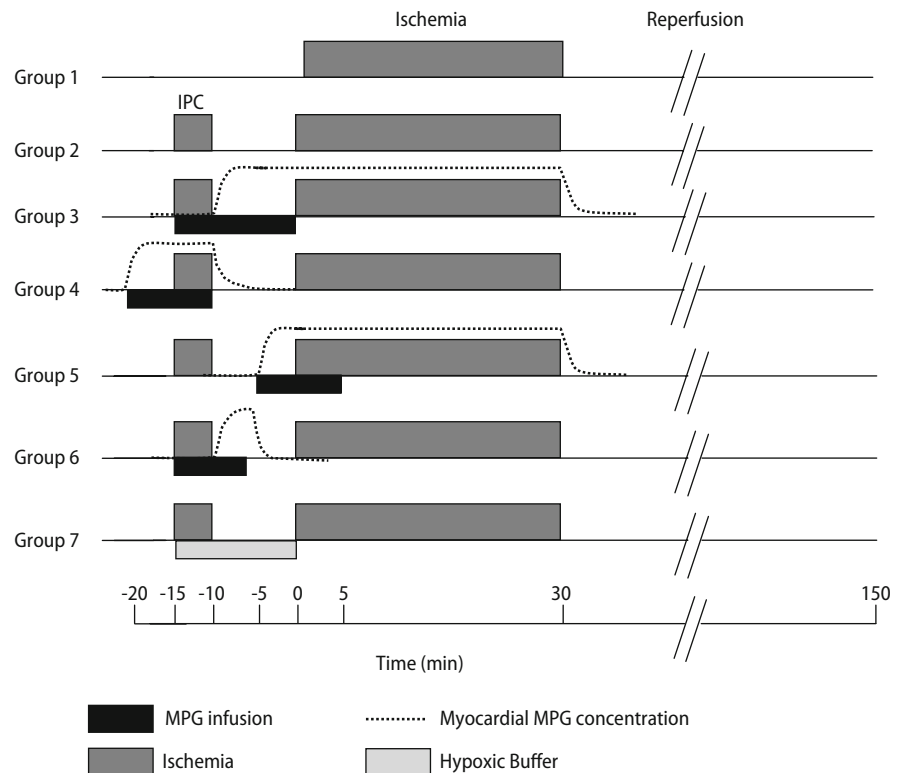 Ischemia Reperfusion
Group 1
IPC
Group 2
Group 3
Group 4
Group 5
Group 6
Group 7
-20 -15 -10 -5 0 5 30 150
Time (min)
MPG infusion Myocardial MPG concentration
Ischemia Hypoxic Buffer